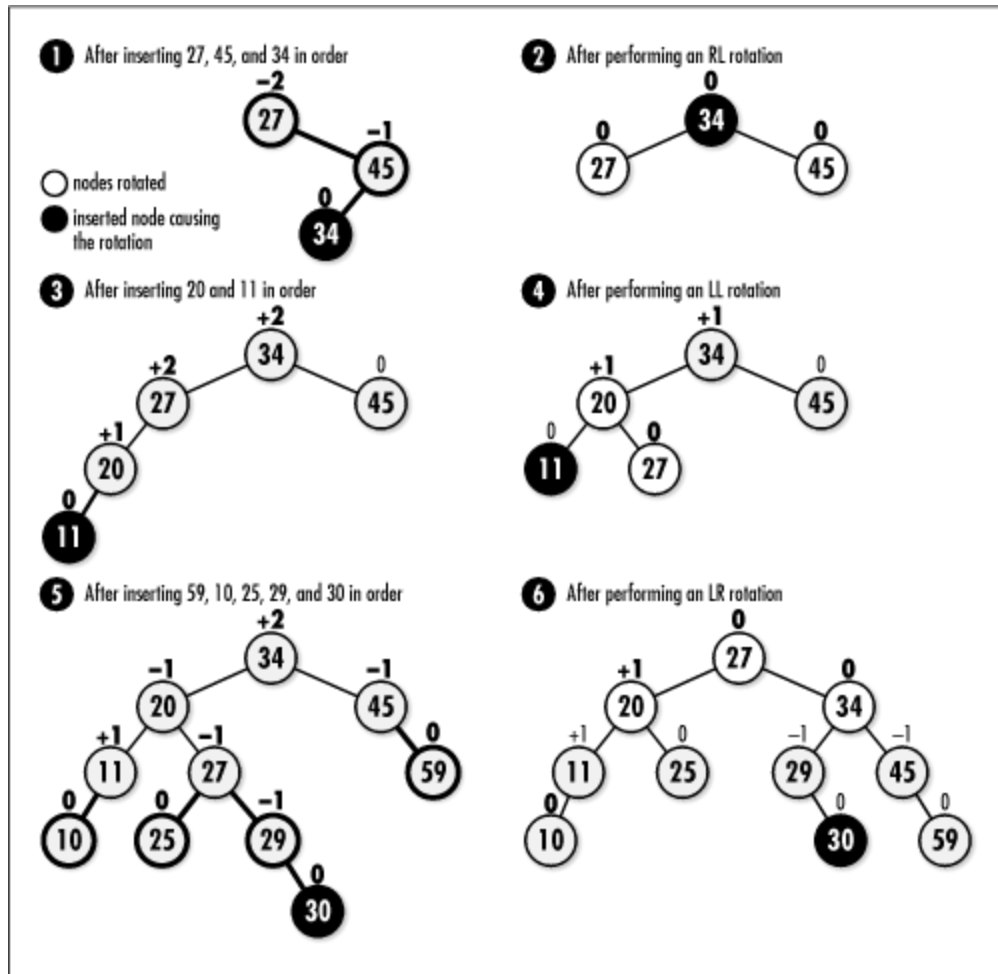 1 After inserting 27, 45, and 34 in order
−2
27
−1
45
0
34
nodes rotated
inserted node causing
the rotation
2 After performing an RL rotation
0
34
0 0
27 45
3 After inserting 20 and 11 in order
+2
34
+2 0
27 45
+1
20
0
11
4 After performing an LL rotation
+1
34
+1 0
20 45
0 0
11 27
5 After inserting 59, 10, 25, 29, and 30 in order
+2
34
−1 −1
20 45
+1 −1 0
11 27 59
0 0 −1
10 25 29
0
30
6 After performing an LR rotation
0
27
+1 0
20 34
+1 0 −1 −1
11 25 29 45
0 0 0
10 30 59